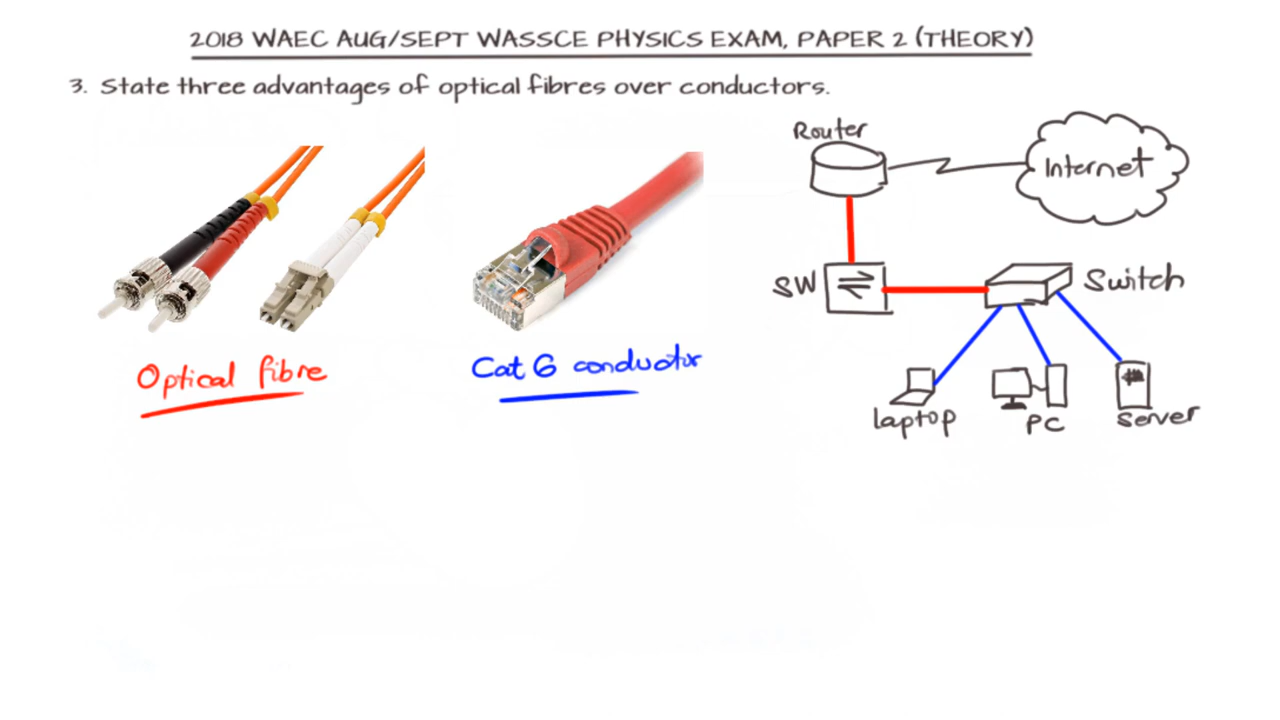 2018 WAEC AUG/SEPT WASSCE PHYSICS EXAM, PAPER 2 (THEORY)
3. State three advantages of optical fibres over conductors.
Router
Internet
SW
Switch
Optical fibre
Cat 6 conductor
laptop
PC
Server